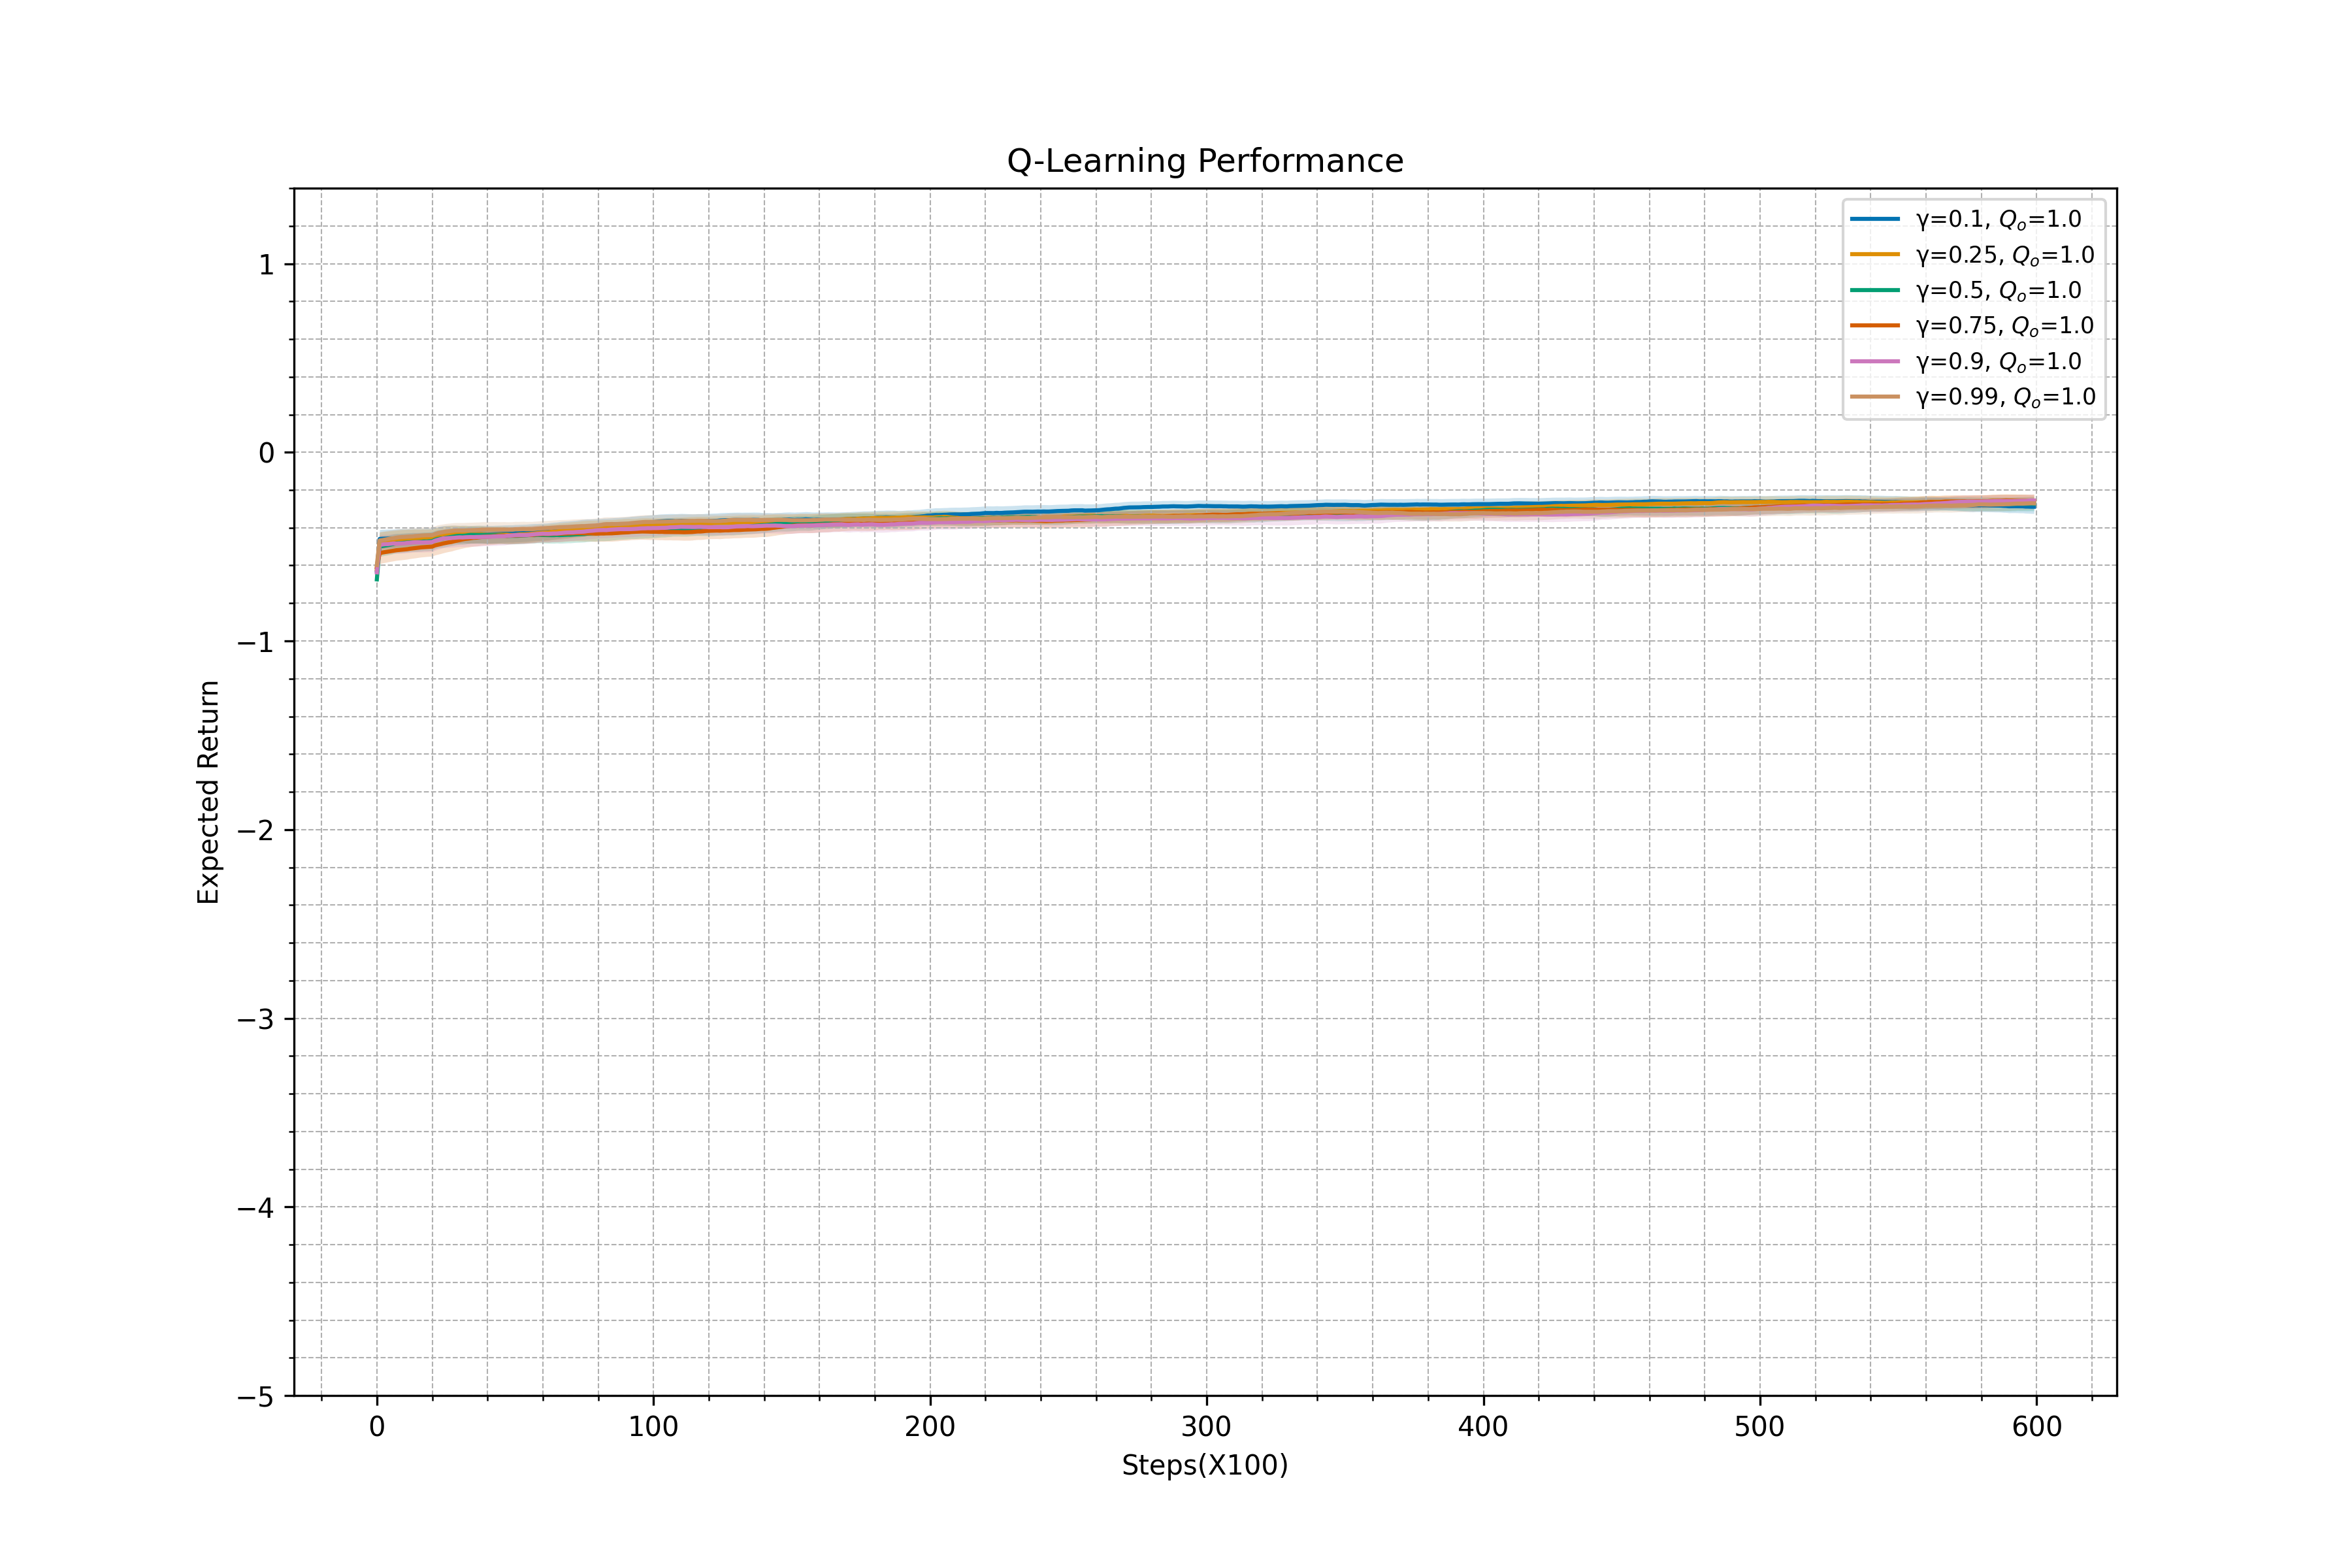 Q-Learning Performance
γ=0.1, Qₒ=1.0
γ=0.25, Qₒ=1.0
γ=0.5, Qₒ=1.0
γ=0.75, Qₒ=1.0
γ=0.9, Qₒ=1.0
γ=0.99, Qₒ=1.0
1
0
−1
−2
−3
−4
−5
Expected Return
0 100 200 300 400 500 600
Steps(X100)